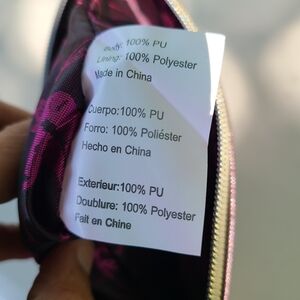 Body: 100% PU
Lining: 100% Polyester
Made in China
Cuerpo:100% PU
Forro: 100% Poliéster
Hecho en China
Exterieur:100% PU
Doublure: 100% Polyester
Fait en Chine